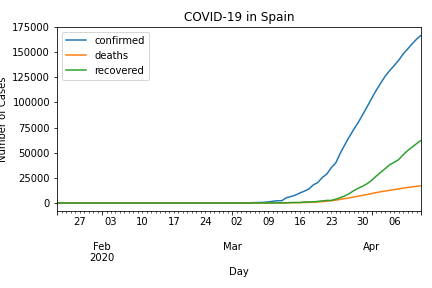 COVID-19 in Spain
confirmed
deaths
recovered
175000
150000
125000
100000
75000
50000
25000
0
Number of Cases
27 03 10 17 24 02 09 16 23 30 06
Feb Mar Apr
2020
Day